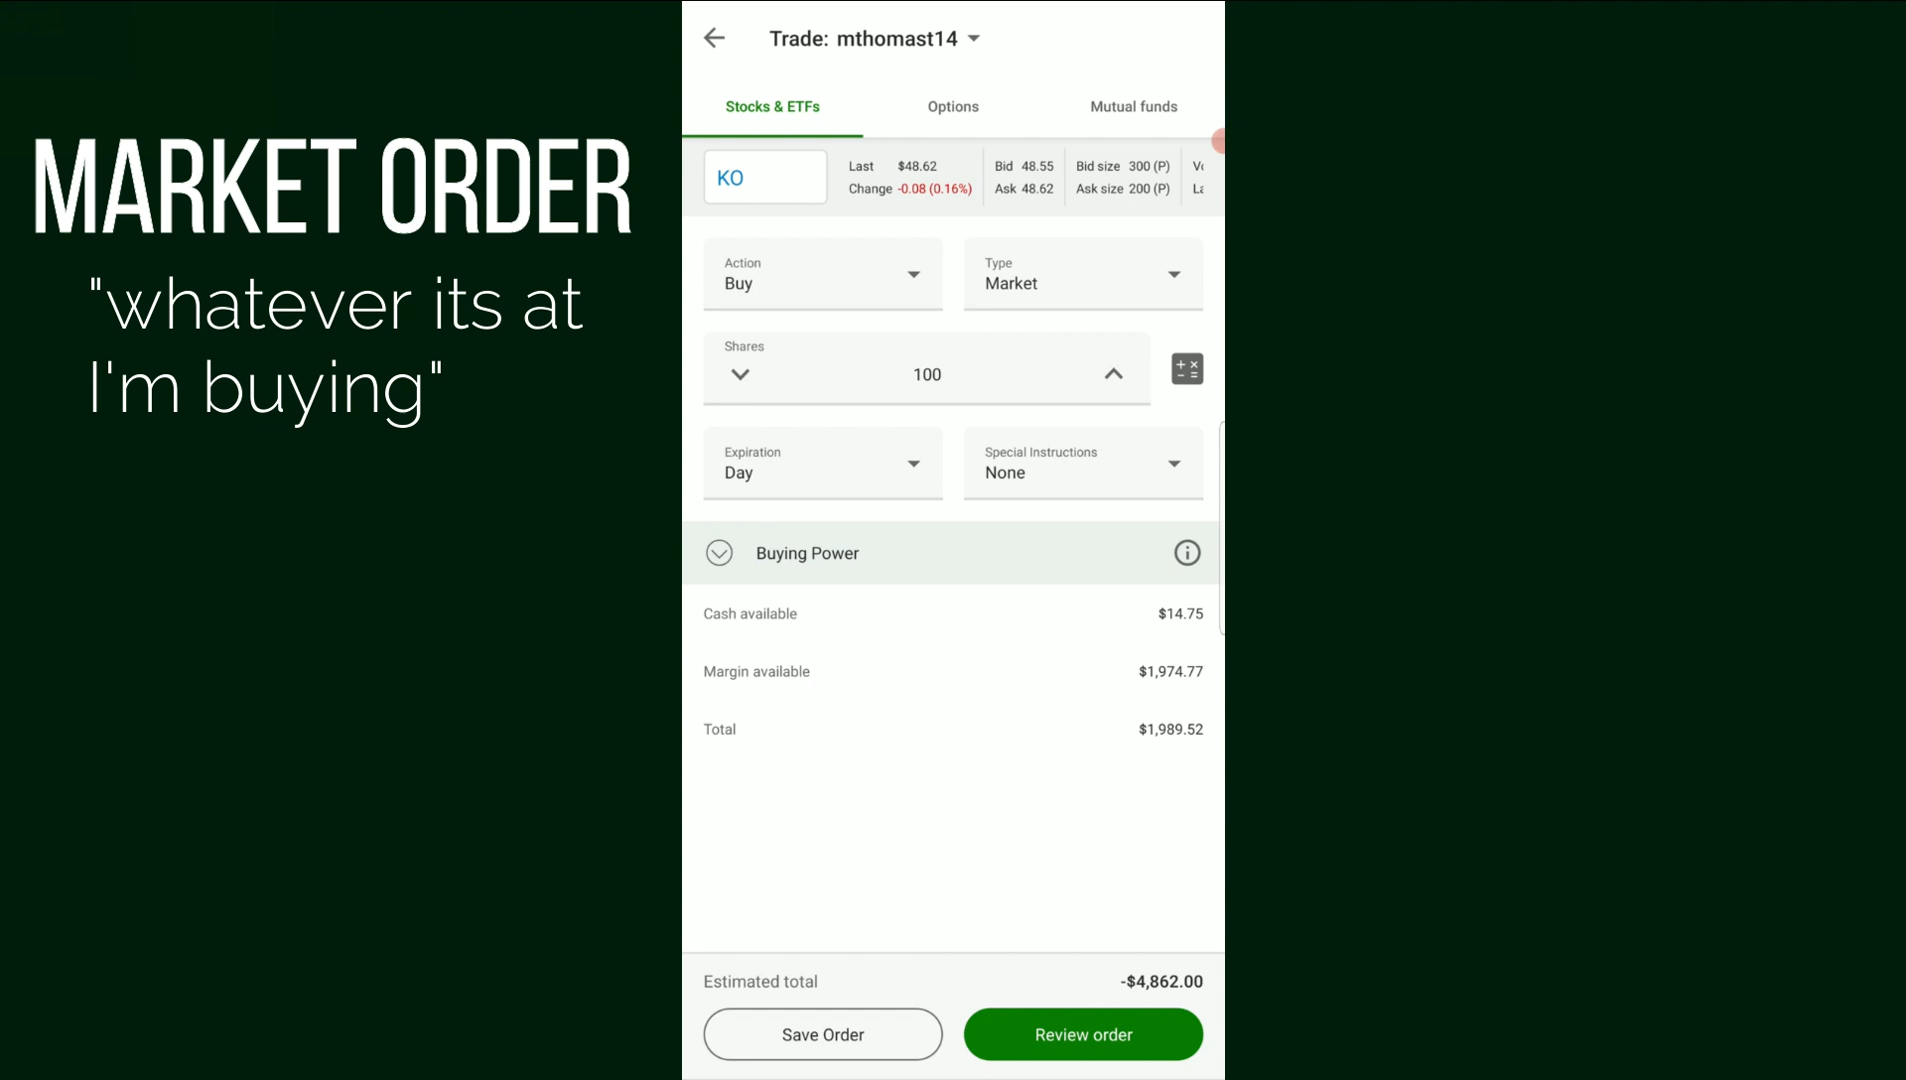 MARKET ORDER
"whatever its at
I'm buying"
Trade: mthomast14
Stocks & ETFs Options Mutual funds
KO
Last $48.62 Bid 48.55 Bid size 300 (P)
Change -0.08 (0.16%) Ask 48.62 Ask size 200 (P)
Action Type
Buy Market
Shares
100
Expiration Special Instructions
Day None
Buying Power
Cash available $14.75
Margin available $1,974.77
Total $1,989.52
Estimated total -$4,862.00
Save Order Review order